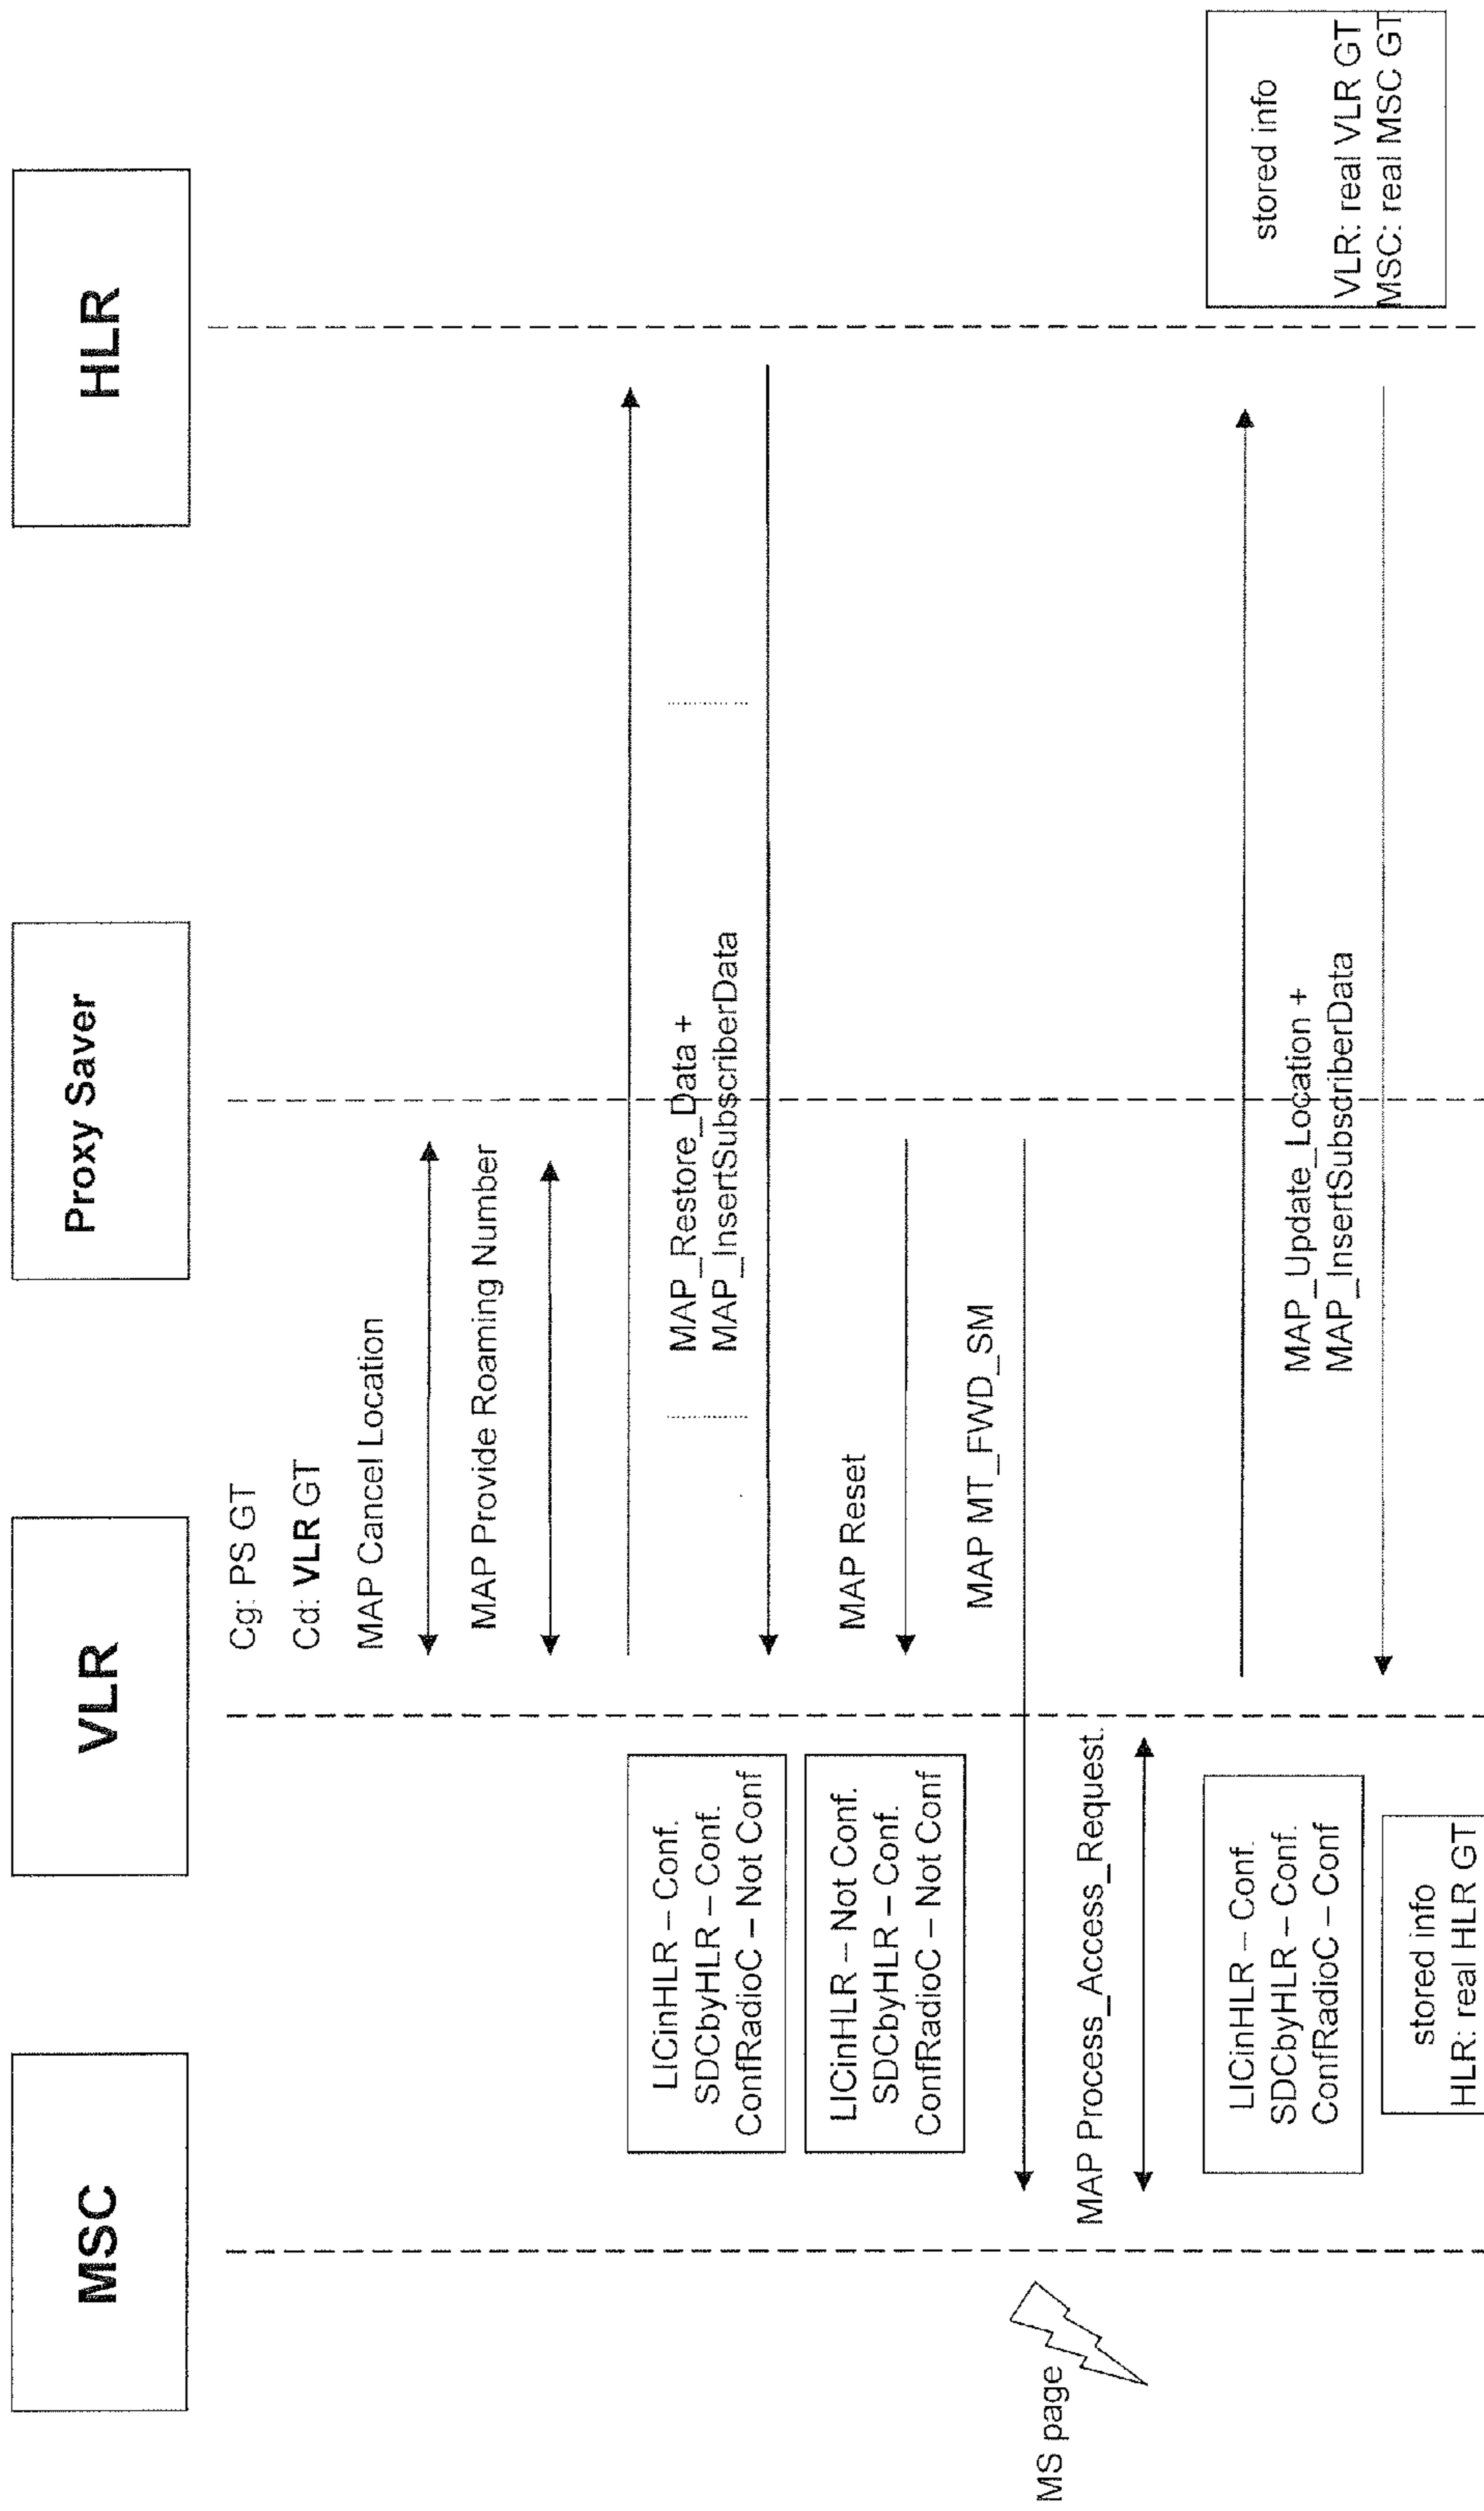 MSC
VLR
Proxy Saver
HLR
Cg: PS GT
Cd: VLR GT
MAP Cancel Location
MAP Provide Roaming Number
LICinHLR – Conf.
SDCbyHLR – Conf.
ConfRadioC – Not Conf
MAP_Restore_Data +
MAP_InsertSubscriberData
LICinHLR – Not Conf.
SDCbyHLR – Conf.
ConfRadioC – Not Conf
MAP Reset
MAP MT_FWD_SM
MS page
MAP Process_Access_Request.
LICinHLR – Conf.
SDCbyHLR – Conf.
ConfRadioC – Conf
MAP_Update_Location +
MAP_InsertSubscriberData
stored info
VLR: real VLR GT
MSC: real MSC GT
stored info
HLR: real HLR GT